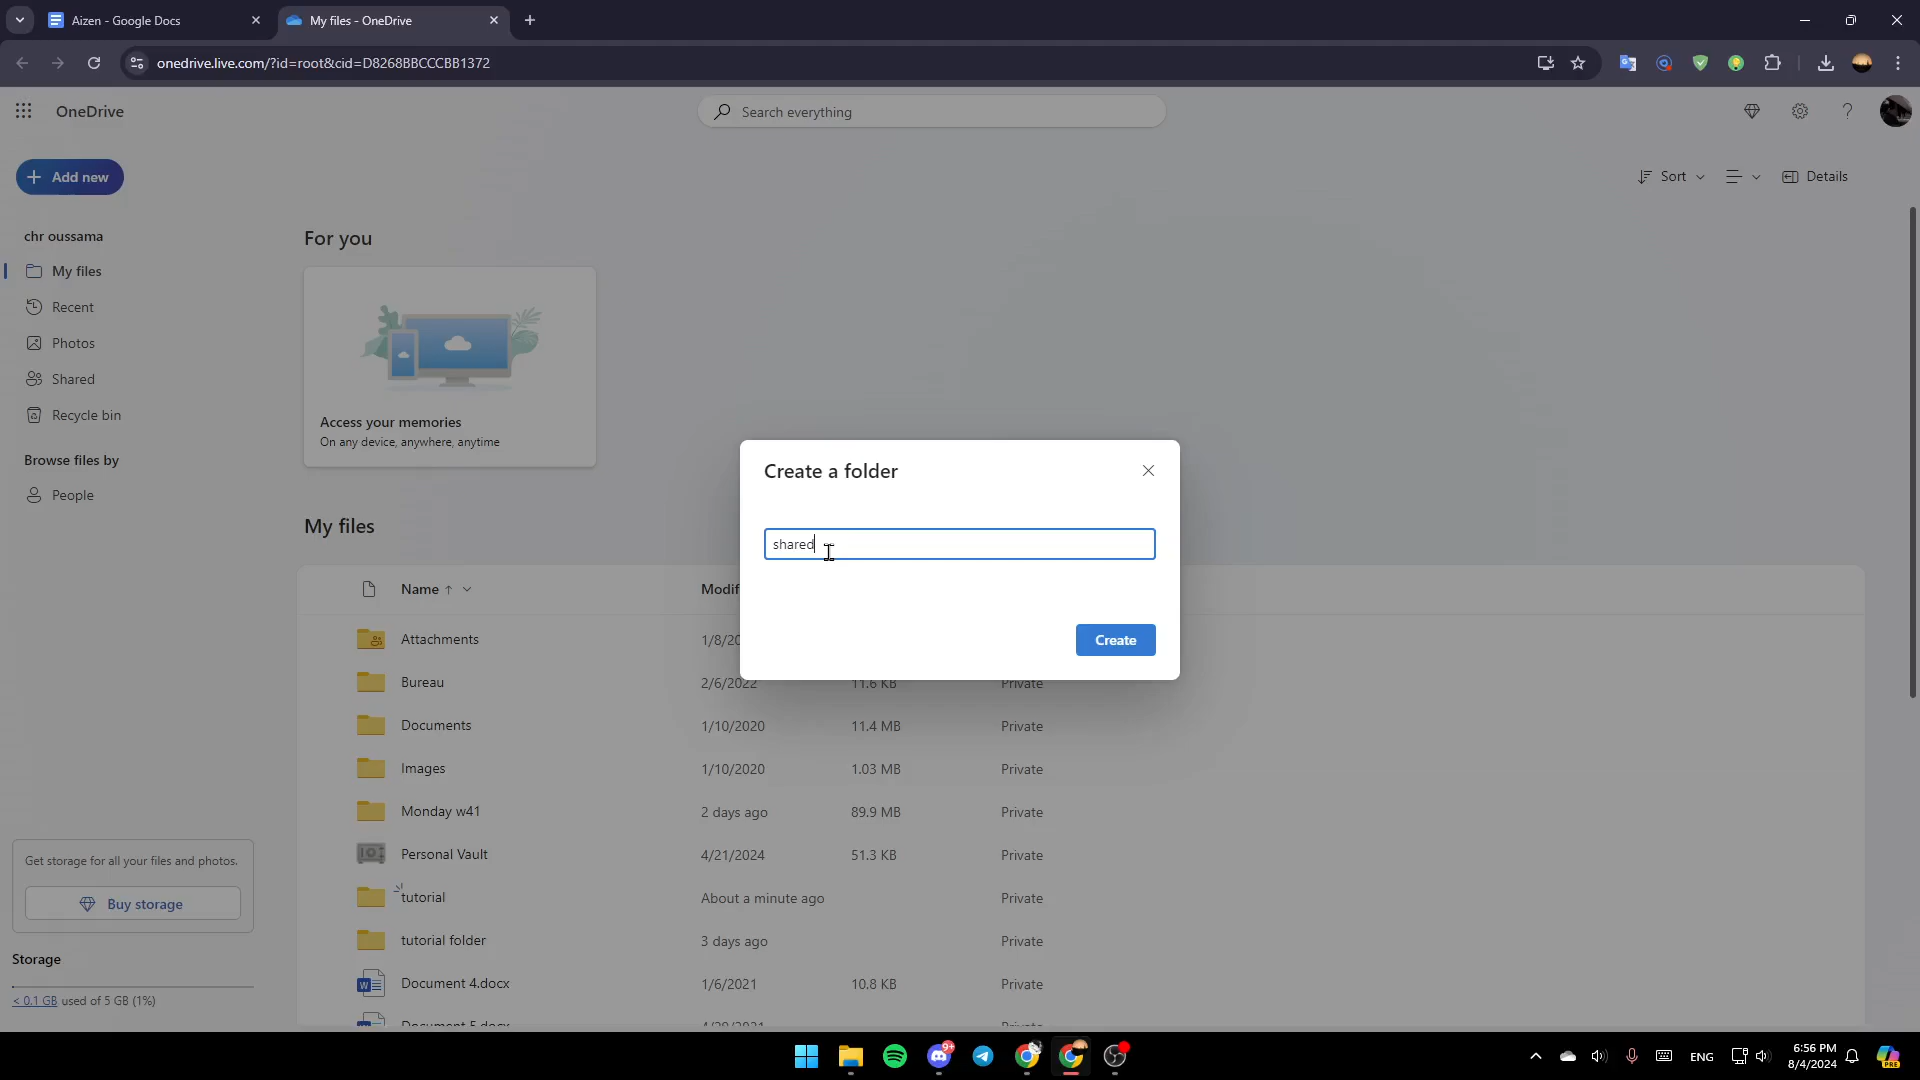 Aizen - Google Docs
My files - OneDrive
onedrive.live.com/?id=root&cid=D8268BBCCCBB1372
OneDrive
Search everything
Add new
Sort
Details
chr oussama
My files
Recent
Photos
Shared
Recycle bin
Browse files by
People
For you
Access your memories
On any device, anywhere, anytime
Create a folder
shared
Create
My files
Name ↑
Modif
Attachments
1/8/20
Bureau 2/6/2022 11.6 KB Private
Documents 1/10/2020 11.4 MB Private
Images 1/10/2020 1.03 MB Private
Monday w41 2 days ago 89.9 MB Private
Personal Vault 4/21/2024 51.3 KB Private
tutorial About a minute ago Private
tutorial folder 3 days ago Private
Document 4.docx 1/6/2021 10.8 KB Private
Get storage for all your files and photos.
Buy storage
Storage
< 0.1 GB used of 5 GB (1%)
9+
ENG
6:56 PM
8/4/2024
PRE